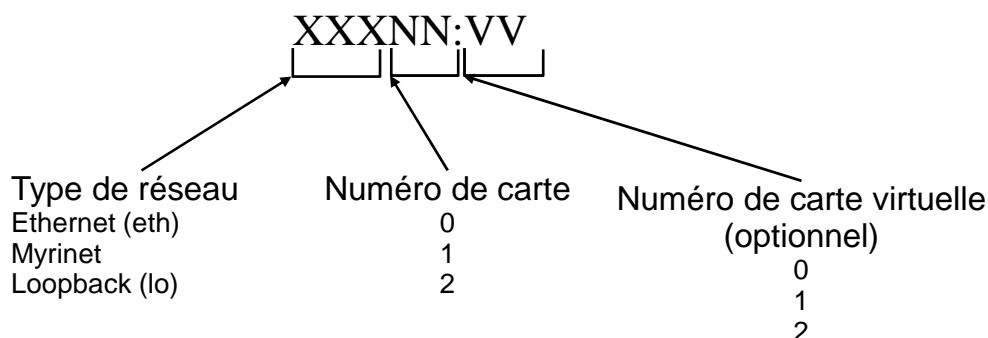 XXXNN:VV
Type de réseau
Ethernet (eth)
Myrinet
Loopback (lo)
Numéro de carte
0
1
2
Numéro de carte virtuelle
(optionnel)
0
1
2